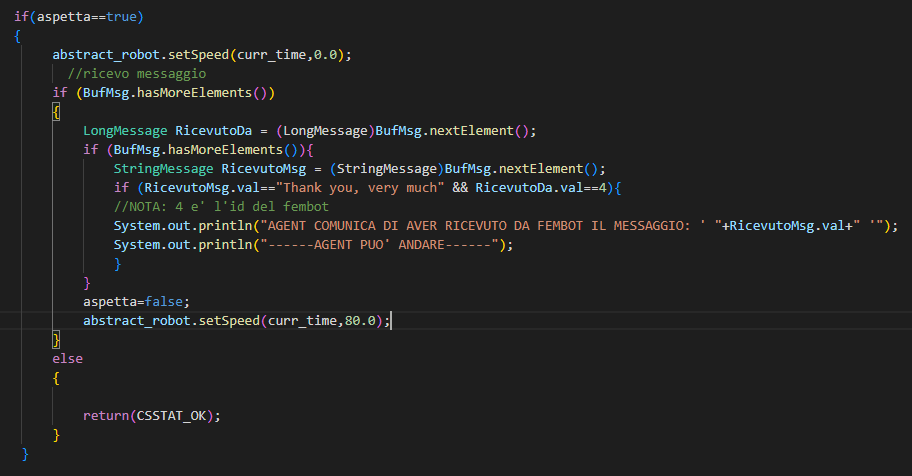 if(aspetta==true)
{
abstract_robot.setSpeed(curr_time,0.0);
//ricevo messaggio
if (BufMsg.hasMoreElements())
{
LongMessage RicevutoDa = (LongMessage)BufMsg.nextElement();
if (BufMsg.hasMoreElements()){
StringMessage RicevutoMsg = (StringMessage)BufMsg.nextElement();
if (RicevutoMsg.val=="Thank you, very much" && RicevutoDa.val==4){
//NOTA: 4 e' l'id del fembot
System.out.println("AGENT COMUNICA DI AVER RICEVUTO DA FEMBOT IL MESSAGGIO: ' "+RicevutoMsg.val+" '");
System.out.println("------AGENT PUO' ANDARE------");
}
}
aspetta=false;
abstract_robot.setSpeed(curr_time,80.0);
}
else
{
return(CSSTAT_OK);
}
}